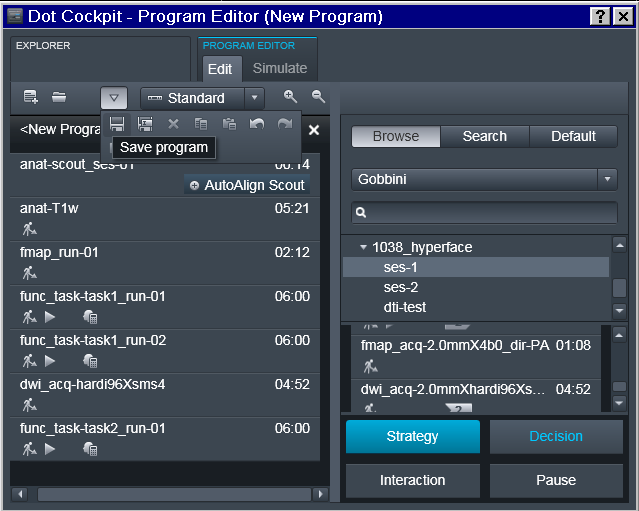 Dot Cockpit - Program Editor (New Program)
EXPLORER
PROGRAM EDITOR
Edit
Simulate
Standard
<New Progra
Save program
anat-scout_ses-01 00:14
AutoAlign Scout
anat-T1w 05:21
fmap_run-01 02:12
func_task-task1_run-01 06:00
func_task-task1_run-02 06:00
dwi_acq-hardi96Xsms4 04:52
func_task-task2_run-01 06:00
Browse
Search
Default
Gobbini
1038_hyperface
ses-1
ses-2
dti-test
2
fmap_acq-2.0mmX4b0_dir-PA 01:08
dwi_acq-2.0mmXhardi96Xs... 04:52
2
Strategy
Decision
Interaction
Pause